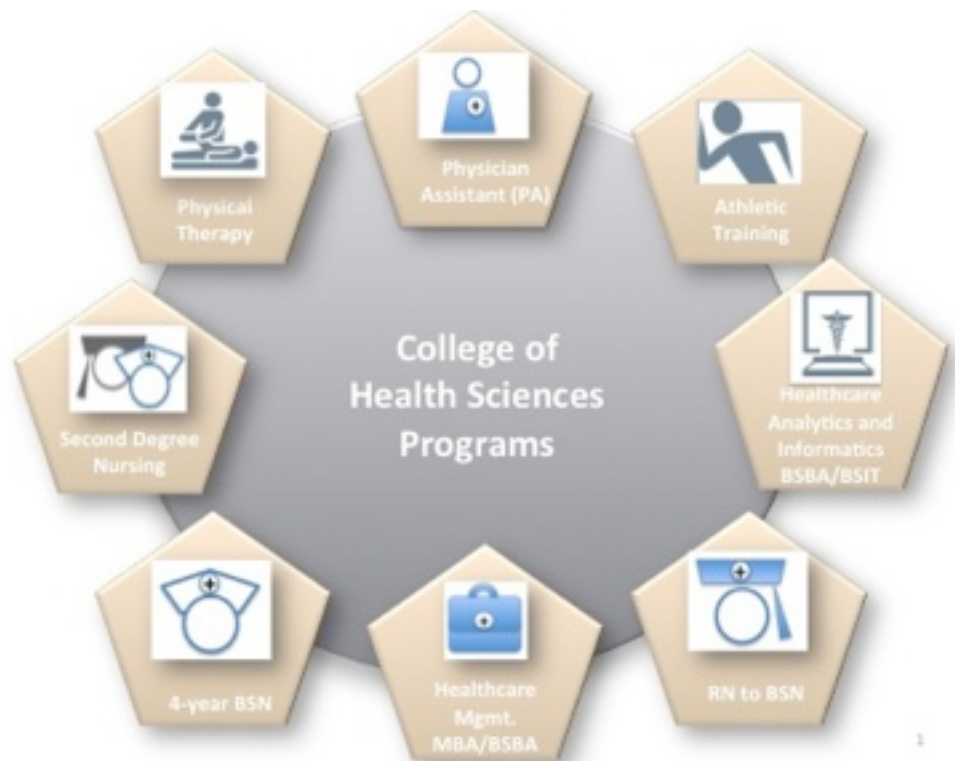 Physician
Assistant (PA)
Physical
Therapy
Athletic
Training
College of
Health Sciences
Programs
Healthcare
Analytics and
Informatics
BSBA/BSIT
Second Degree
Nursing
4-year BSN
Healthcare
Mgmt.
MBA/BSBA
RN to BSN
1